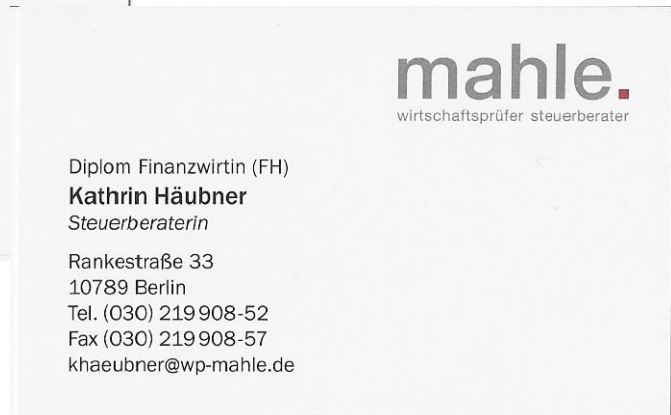 mahle.
wirtschaftsprüfer steuerberater
Diplom Finanzwirtin (FH)
Kathrin Häubner
Steuerberaterin
Rankestraße 33
10789 Berlin
Tel. (030) 219 908-52
Fax (030) 219 908-57
khaeubner@wp-mahle.de